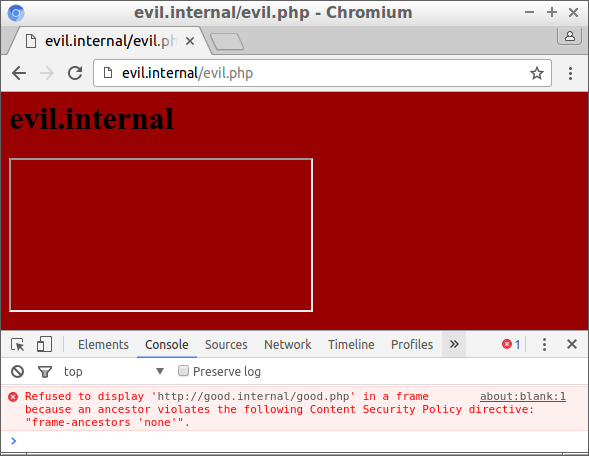 evil.internal/evil.php - Chromium
evil.internal/evil.ph
evil.internal/evil.php
evil.internal
Elements Console Sources Network Timeline Profiles » 1
top Preserve log
Refused to display 'http://good.internal/good.php' in a frame about:blank:1
because an ancestor violates the following Content Security Policy directive:
"frame-ancestors 'none'".